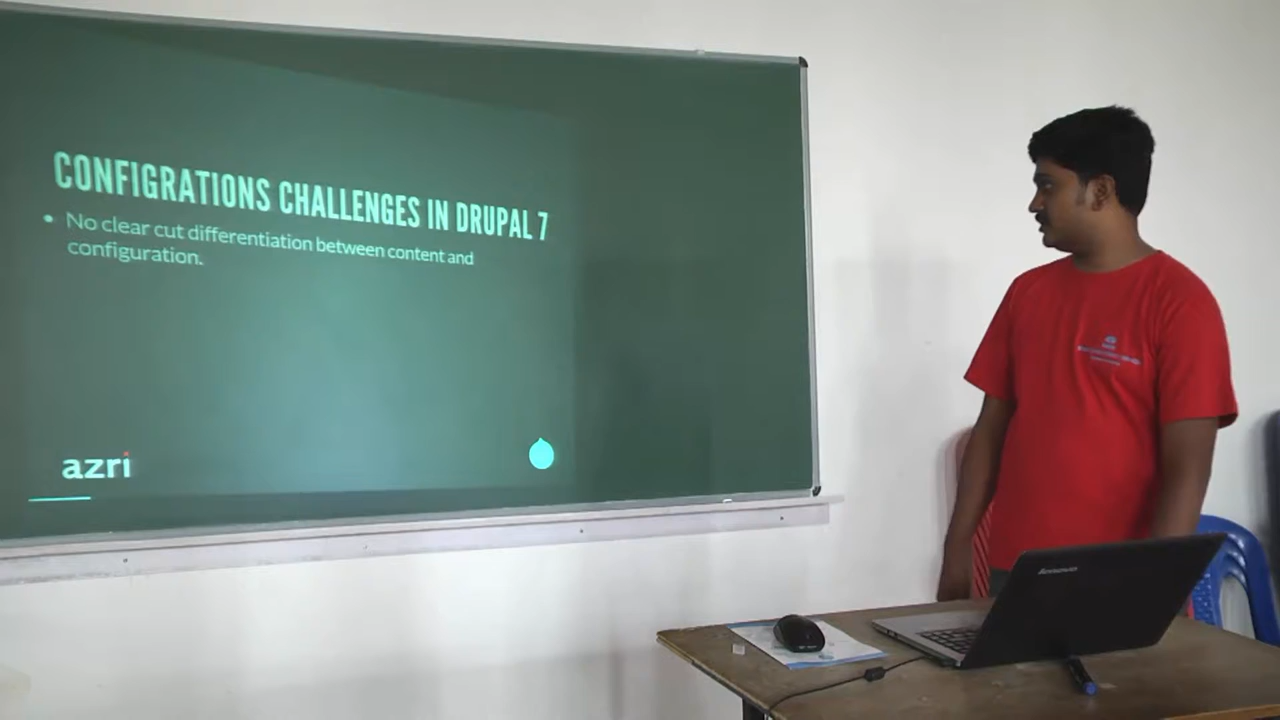 CONFIGRATIONS CHALLENGES IN DRUPAL 7
• No clear cut differentiation between content and
configuration.
azri
lenovo